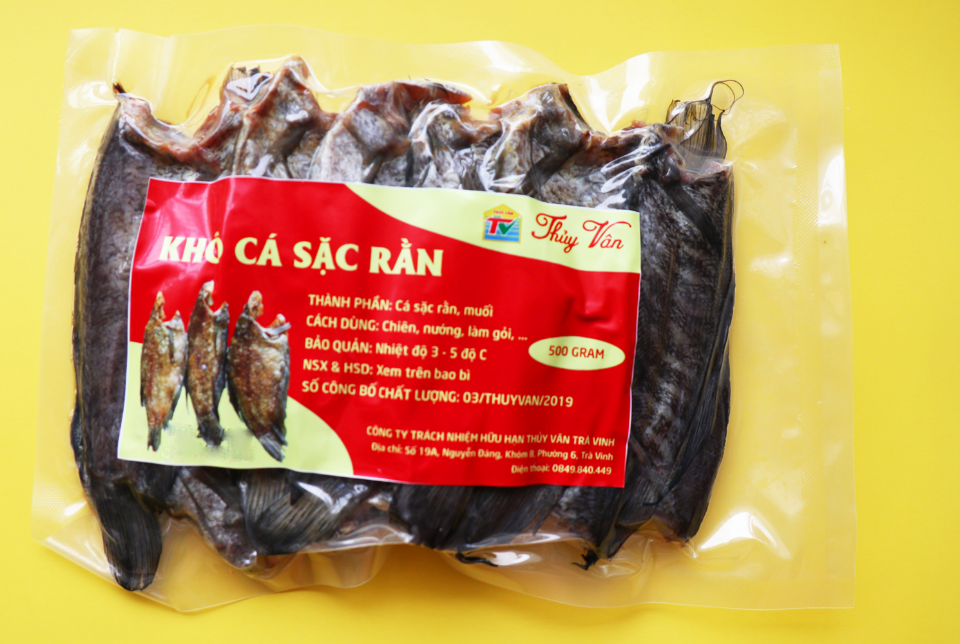 TV
Thủy Vân
KHÔ CÁ SẶC RẰN
THÀNH PHẦN: Cá sặc rằn, muối
CÁCH DÙNG: Chiên, nướng, làm gỏi, ...
BẢO QUẢN: Nhiệt độ 3 - 5 độ C
500 GRAM
NSX & HSD: Xem trên bao bì
SỐ CÔNG BỐ CHẤT LƯỢNG: 03/THUYVAN/2019
CÔNG TY TRÁCH NHIỆM HỮU HẠN THỦY VÂN TRÀ VINH
Địa chỉ: Số 19A, Nguyễn Đáng, Khóm 8, Phường 6, Trà Vinh
Điện thoại: 0849.840.449